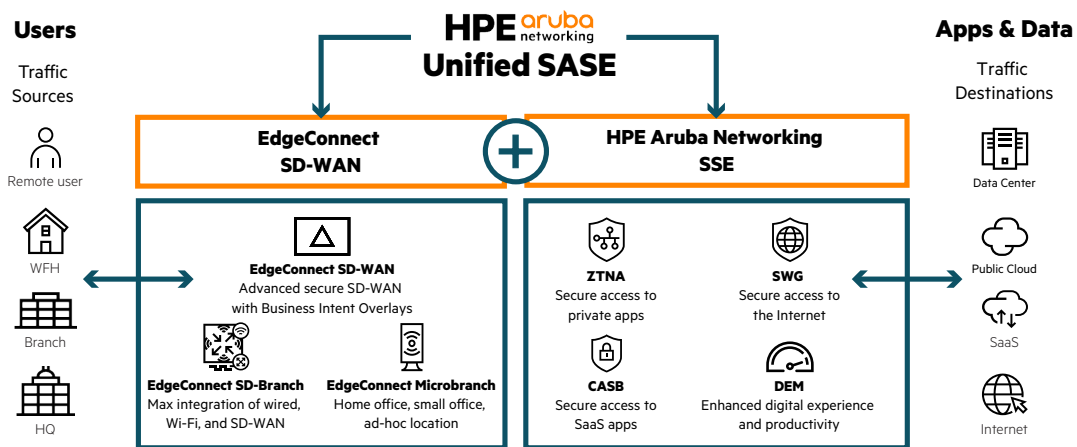 Users
Traffic
Sources
Remote user
WFH
Branch
HQ
HPE aruba
networking
Unified SASE
EdgeConnect
SD-WAN
HPE Aruba Networking
SSE
EdgeConnect SD-WAN
Advanced secure SD-WAN
with Business Intent Overlays
EdgeConnect SD-Branch
Max integration of wired,
Wi-Fi, and SD-WAN
EdgeConnect Microbranch
Home office, small office,
ad-hoc location
ZTNA
Secure access to
private apps
SWG
Secure access to
the Internet
CASB
Secure access to
SaaS apps
DEM
Enhanced digital experience
and productivity
Apps & Data
Traffic
Destinations
Data Center
Public Cloud
SaaS
Internet